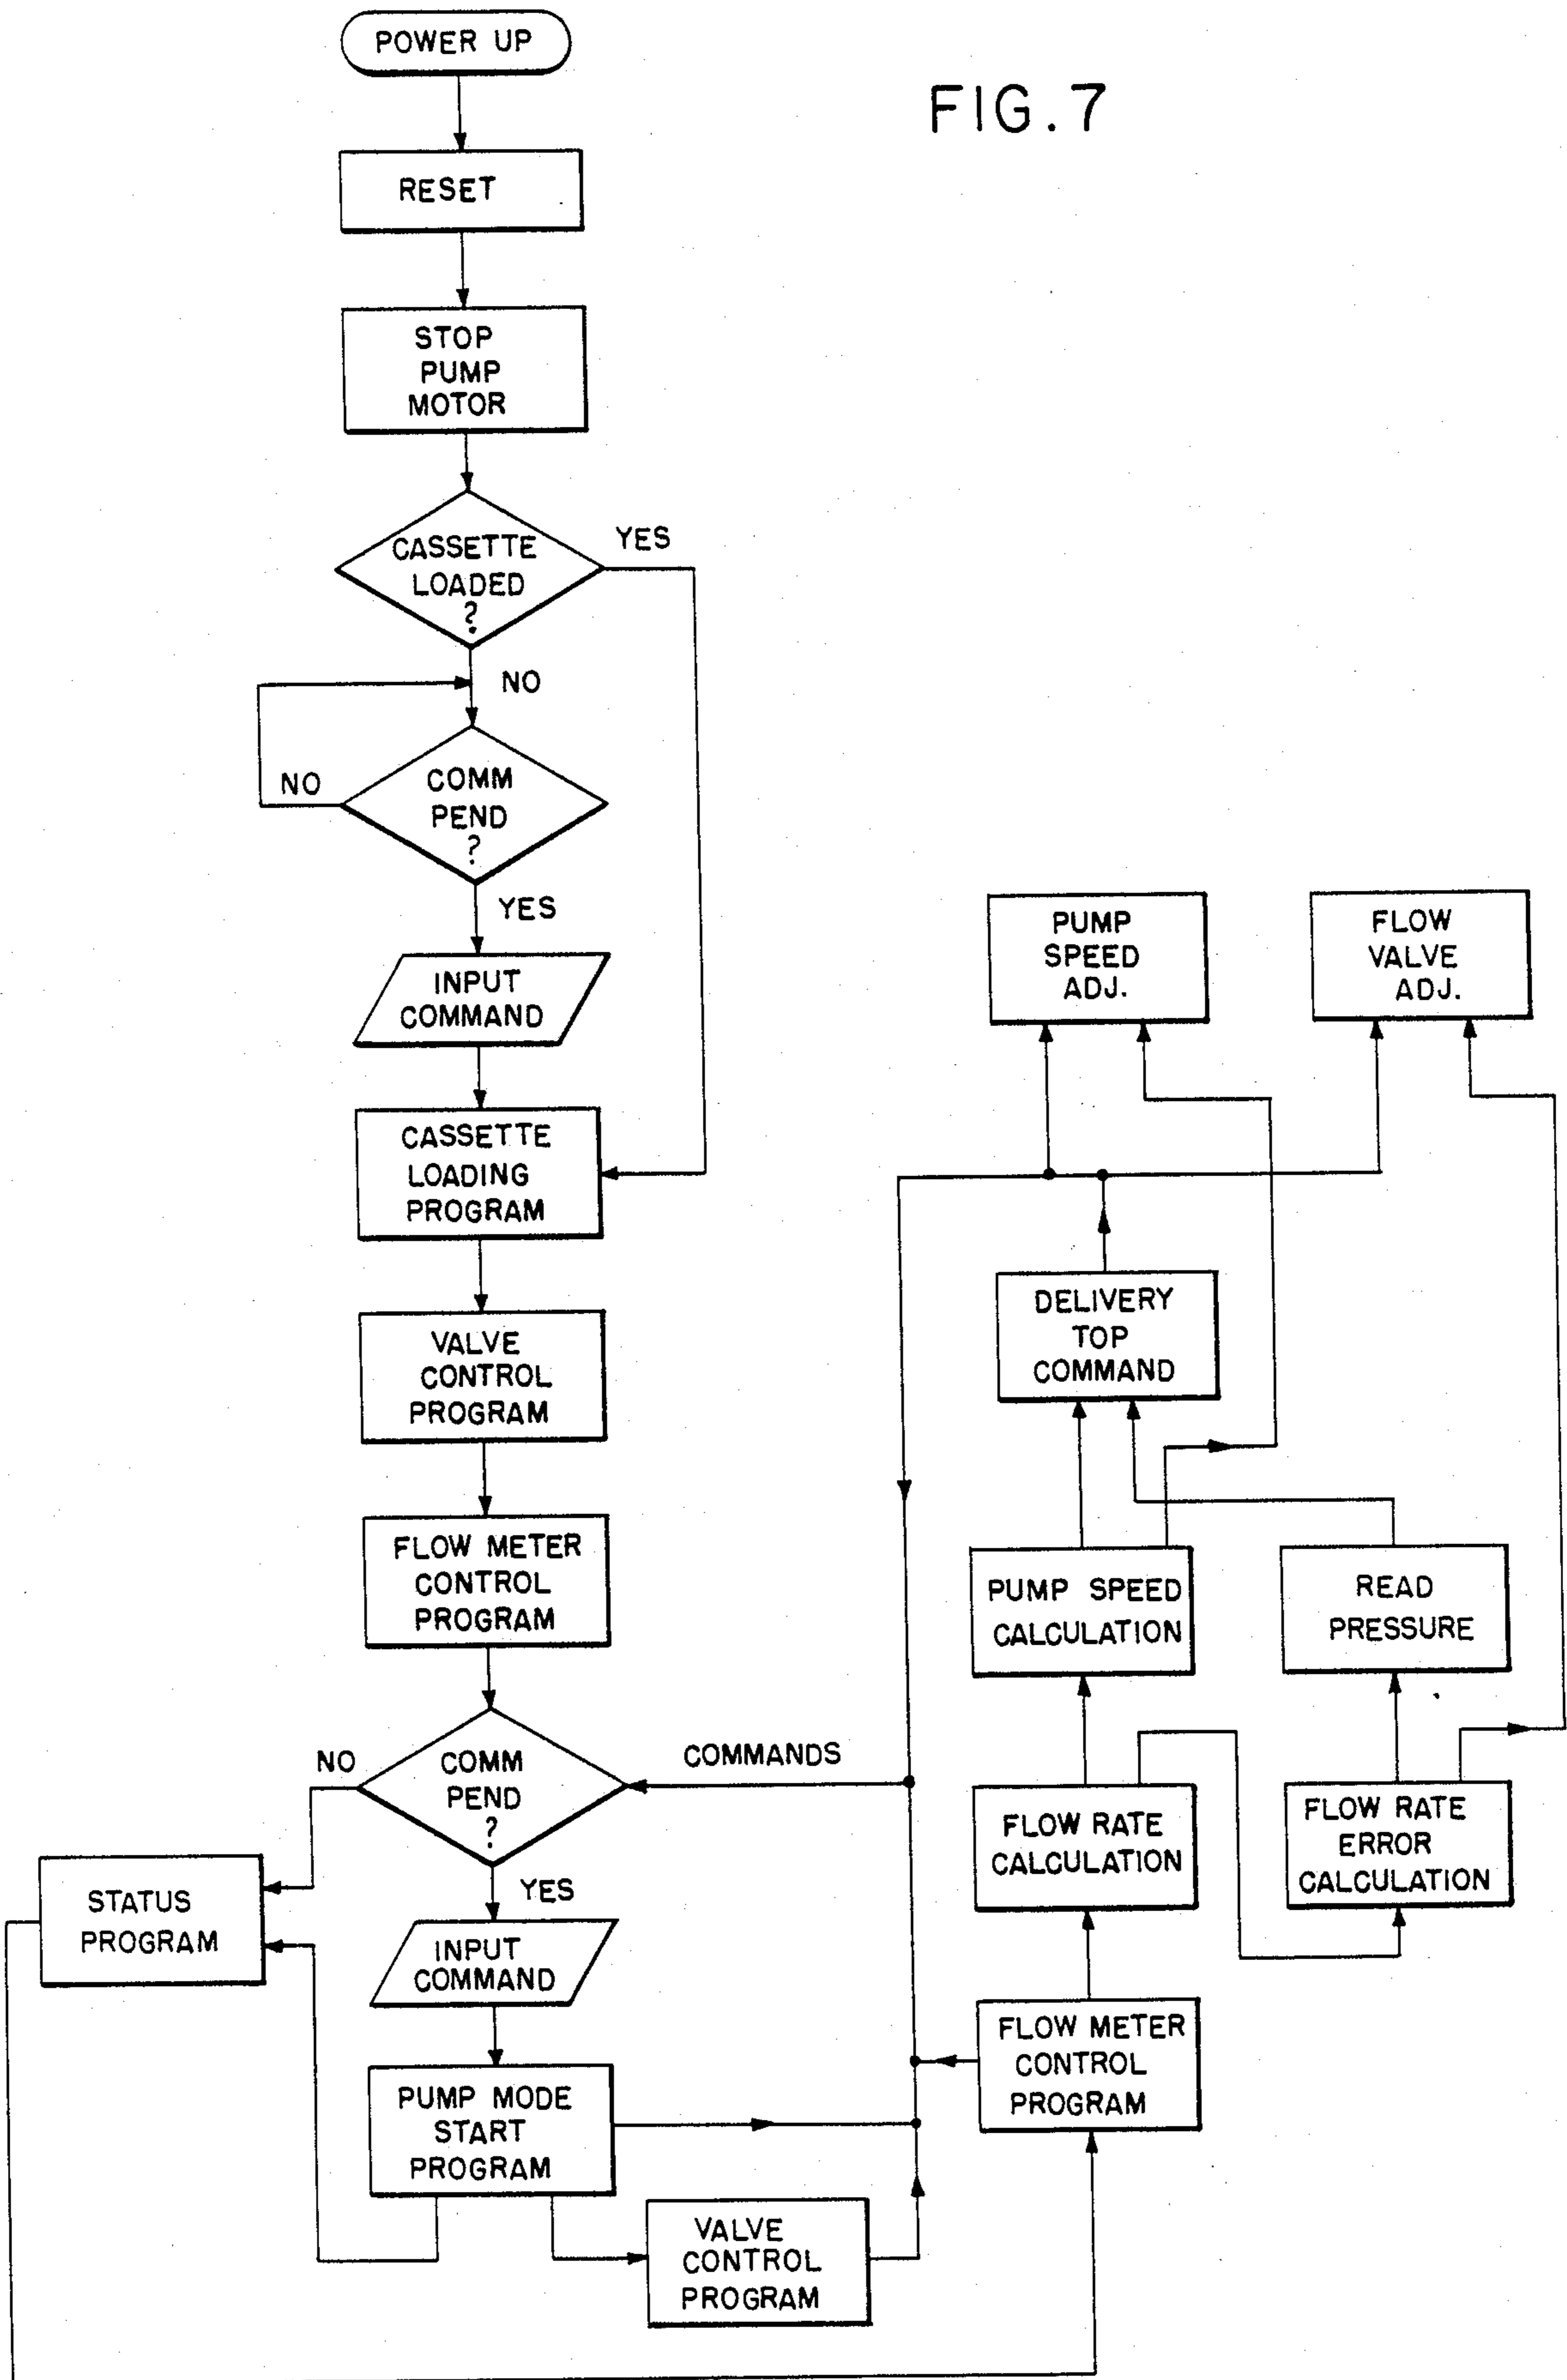 POWER UP
FIG. 7
RESET
STOP
PUMP
MOTOR
CASSETTE
LOADED
?
YES
NO
COMM
PEND
?
NO
YES
INPUT
COMMAND
CASSETTE
LOADING
PROGRAM
VALVE
CONTROL
PROGRAM
FLOW METER
CONTROL
PROGRAM
COMM
PEND
?
NO
COMMANDS
YES
STATUS
PROGRAM
INPUT
COMMAND
PUMP MODE
START
PROGRAM
VALVE
CONTROL
PROGRAM
PUMP
SPEED
ADJ.
FLOW
VALVE
ADJ.
DELIVERY
TOP
COMMAND
PUMP SPEED
CALCULATION
READ
PRESSURE
FLOW RATE
CALCULATION
FLOW RATE
ERROR
CALCULATION
FLOW METER
CONTROL
PROGRAM